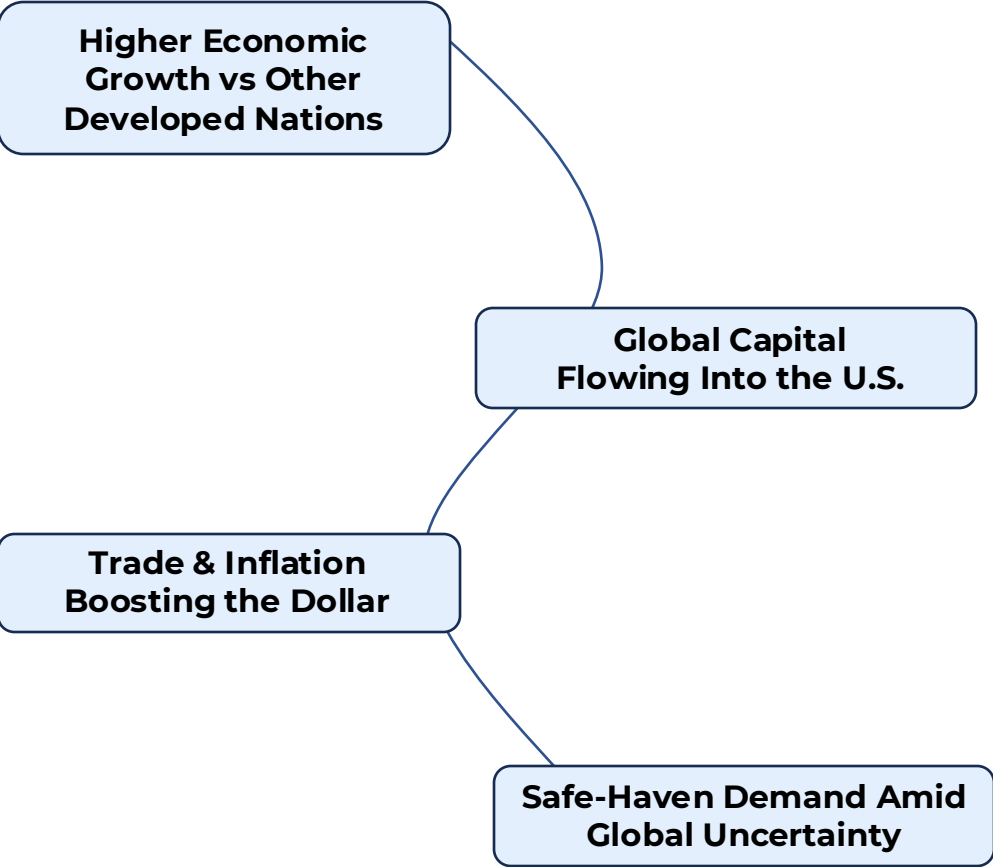 Higher Economic
Growth vs Other
Developed Nations
Global Capital
Flowing Into the U.S.
Trade & Inflation
Boosting the Dollar
Safe-Haven Demand Amid
Global Uncertainty